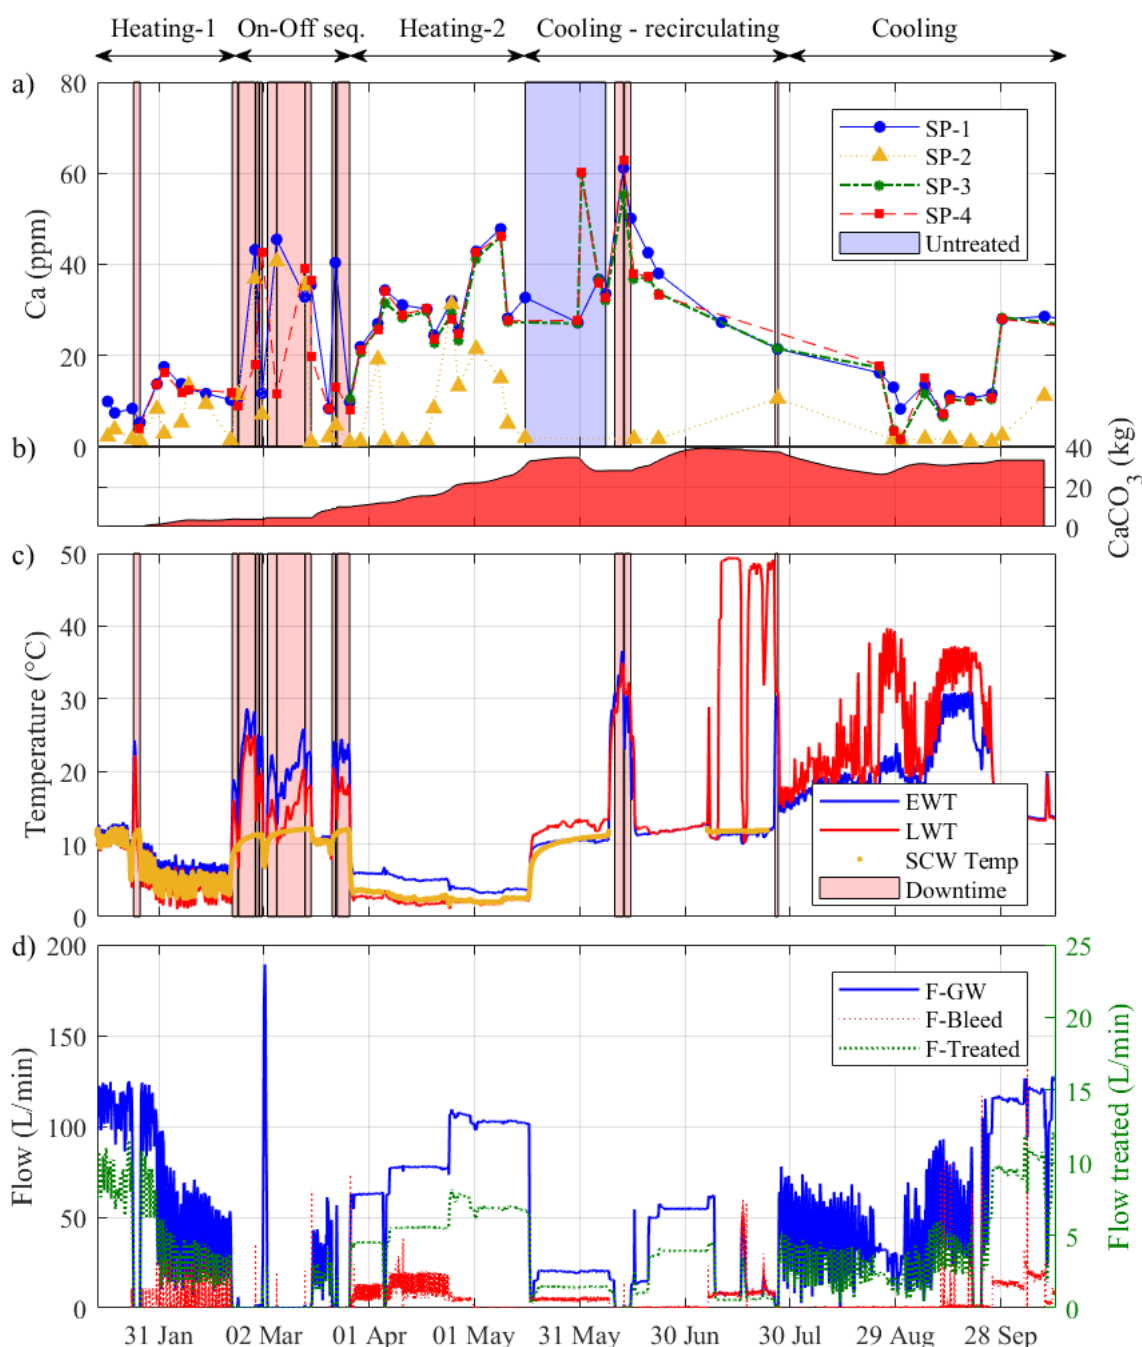 Heating-1 On-Off seq. Heating-2 Cooling - recirculating Cooling
a)
80
60
40
20
0
Ca (ppm)
SP-1
SP-2
SP-3
SP-4
Untreated
b)
40
20
0
CaCO3 (kg)
c)
50
40
30
20
10
0
Temperature (°C)
EWT
LWT
SCW Temp
Downtime
d)
200
150
100
50
0
Flow (L/min)
F-GW
F-Bleed
F-Treated
25
20
15
10
5
0
Flow treated (L/min)
31 Jan 02 Mar 01 Apr 01 May 31 May 30 Jun 30 Jul 29 Aug 28 Sep